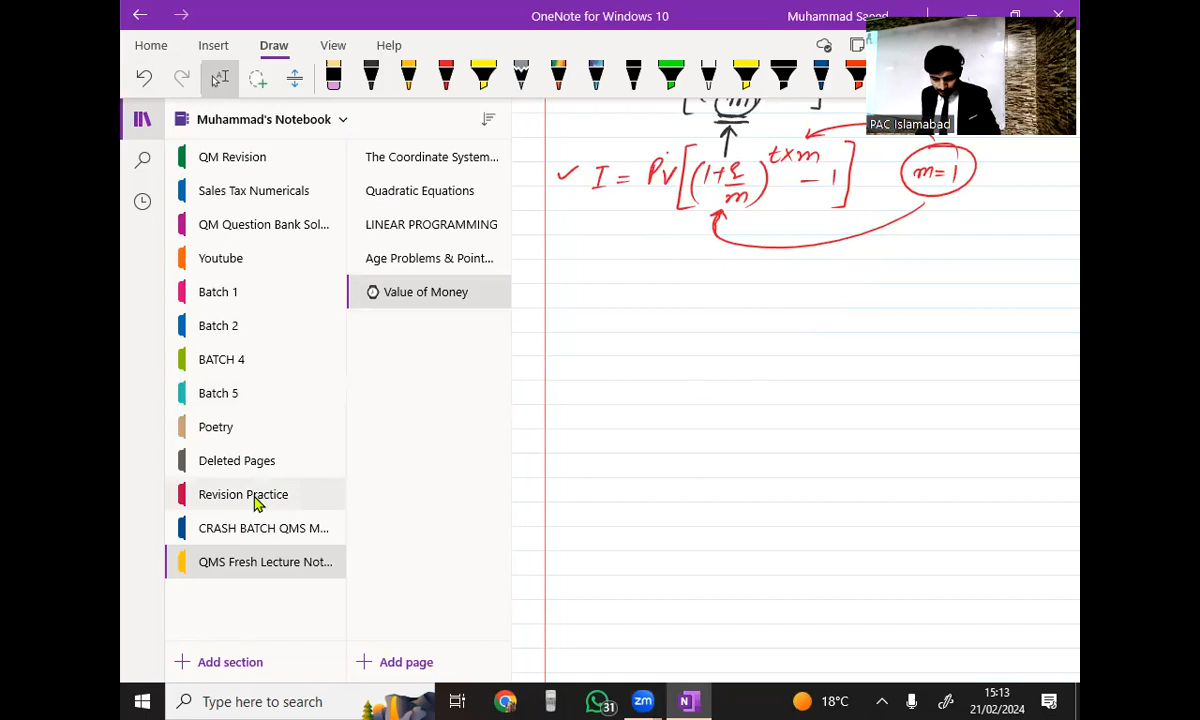 OneNote for Windows 10
Muhammad Saeed
Home Insert Draw View Help
PAC Islamabad
Muhammad's Notebook
QM Revision
Sales Tax Numericals
QM Question Bank Sol...
Youtube
Batch 1
Batch 2
BATCH 4
Batch 5
Poetry
Deleted Pages
Revision Practice
CRASH BATCH QMS M...
QMS Fresh Lecture Not...
Add section
The Coordinate System...
Quadratic Equations
LINEAR PROGRAMMING
Age Problems & Point...
Value of Money
Add page
m
✓ I = PV[(1+r/m)^t×m − 1]
m=1
Type here to search
31
zm
18°C
15:13
21/02/2024